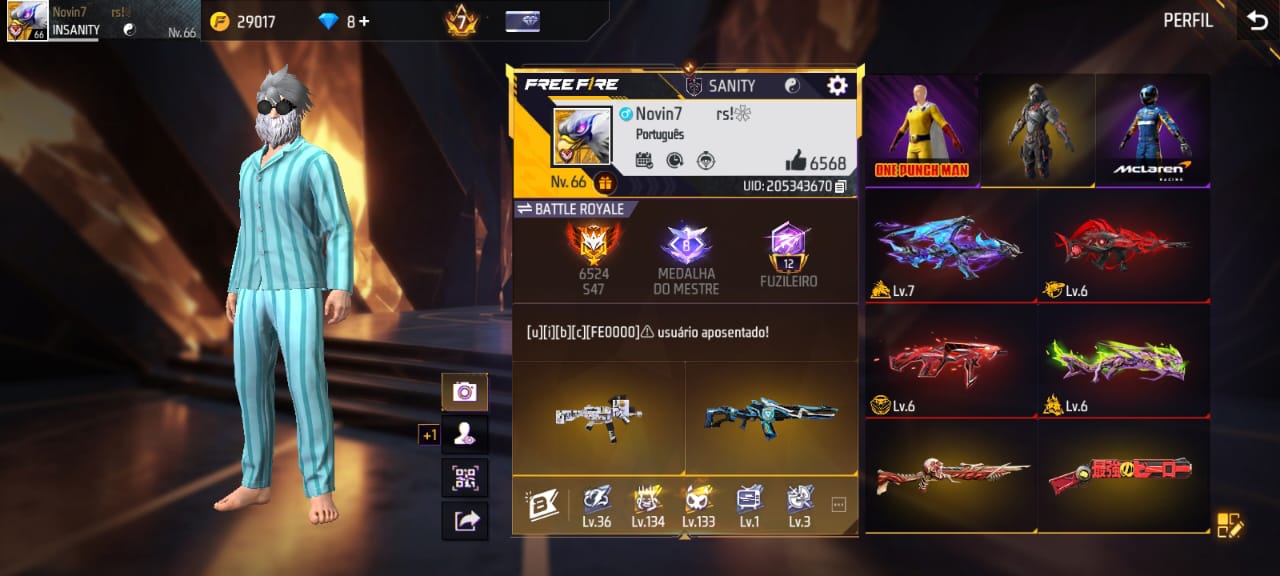 Novin7 rs!
66
INSANITY
Nv.66
29017
8+
7
PERFIL
FREE FIRE
SANITY
Novin7 rs!
Português
6568
Nv.66
UID:205343670
BATTLE ROYALE
8
12
6524
S47
MEDALHA
DO MESTRE
FUZILEIRO
[u][i][b][c][FE0000]⚠ usuário aposentado!
+1
B
Lv.36
Lv.134
Lv.133
Lv.1
Lv.3
ONE PUNCH MAN
McLaren
RACING
Lv.7
Lv.6
Lv.6
Lv.6
最強
ヒーロー